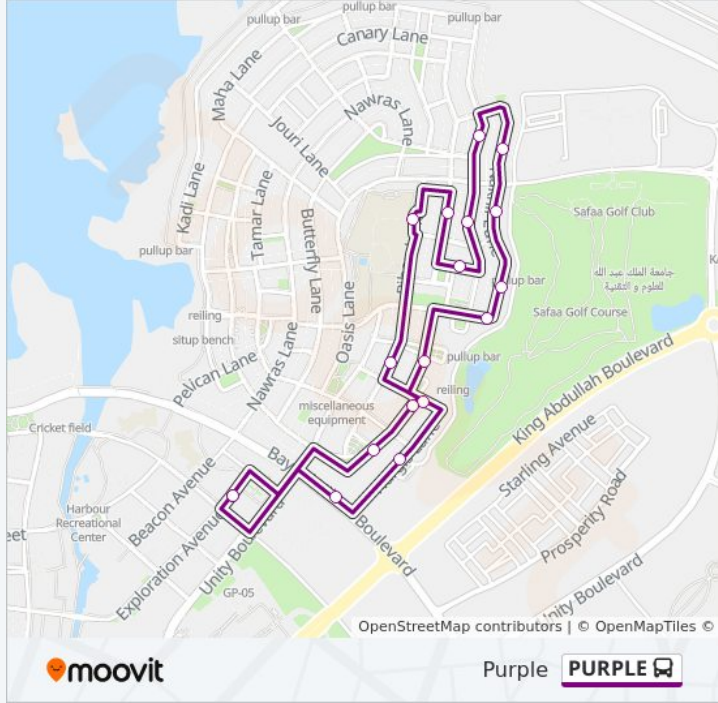 pullup bar
pullup bar
pullup bar
Canary Lane
Maha Lane
Nawras Lane
Jouri Lane
Kadi Lane
Tamar Lane
Butterfly Lane
Safaa Golf Club
pullup bar
جامعة الملك عبد الله
للعلوم و التقنية
pullup bar
Oasis Lane
Safaa Golf Course
reiling
situp bench
Pelican Lane
Nawras Lane
pullup bar
King Abdullah Boulevard
reiling
miscellaneous
equipment
Starling Avenue
Cricket field
Beacon Avenue
Boulevard
Prosperity Road
Harbour
Recreational
Center
Exploration Avenue
Unity Boulevard
GP-05
Unity Boulevard
OpenStreetMap contributors | © OpenMapTiles ©
moovit
Purple
PURPLE